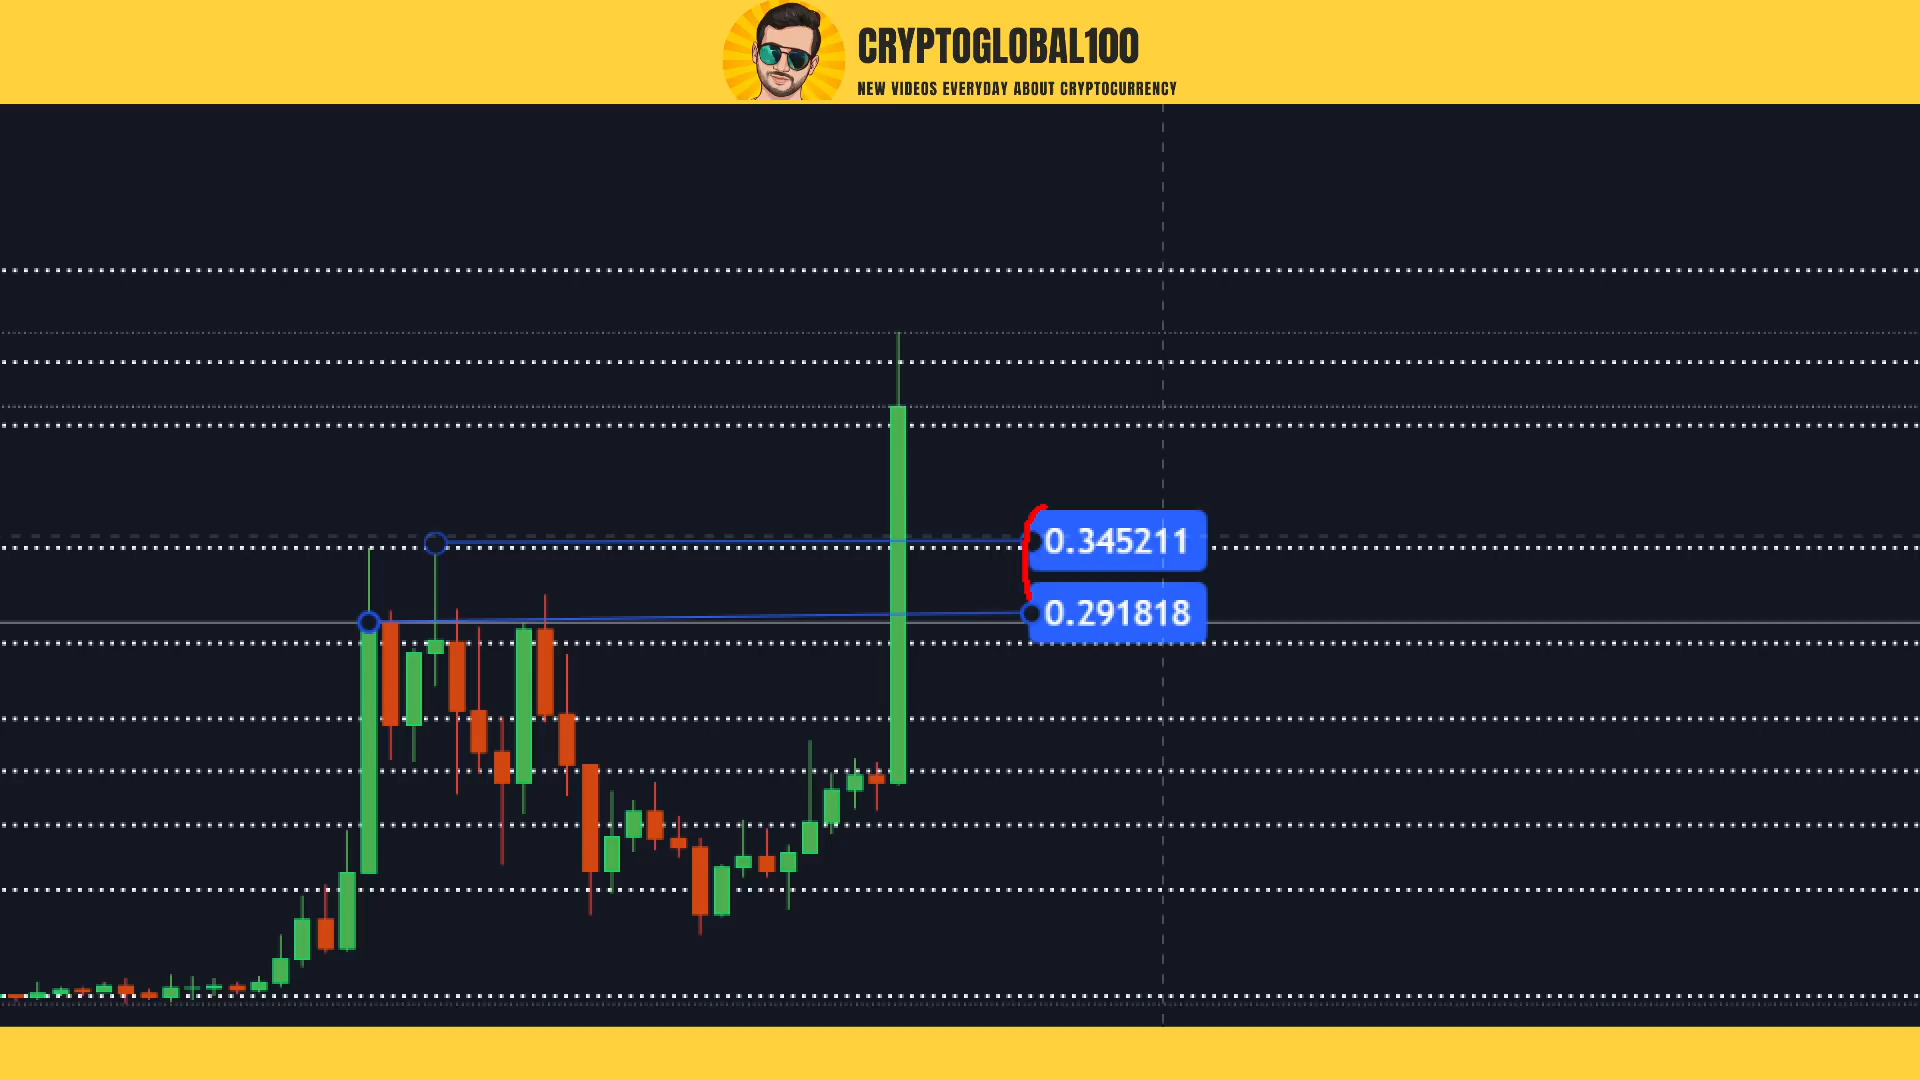 CRYPTOGLOBAL100
NEW VIDEOS EVERYDAY ABOUT CRYPTOCURRENCY
0.345211
0.291818